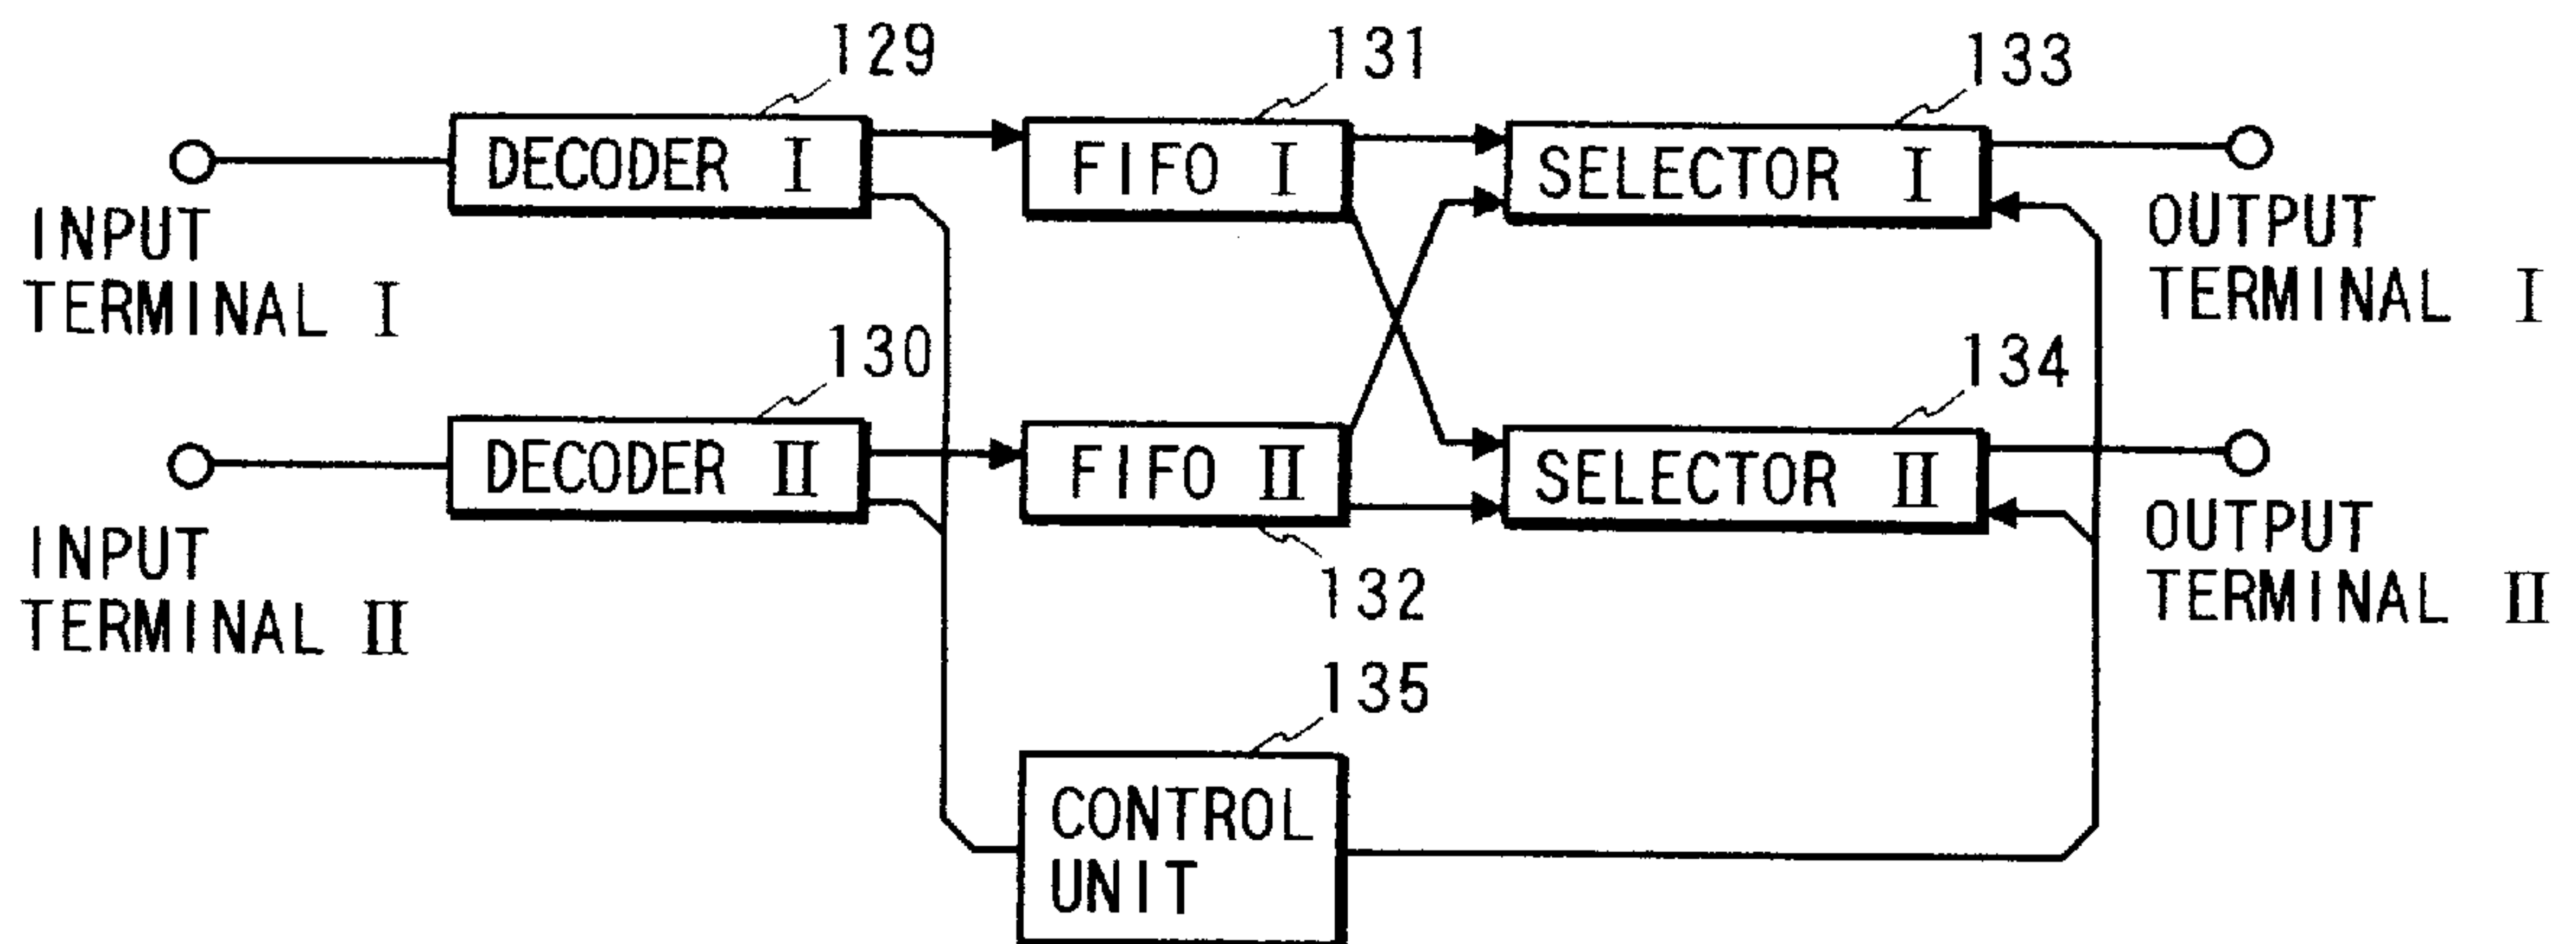 129
131
133
DECODER I
FIFO I
SELECTOR I
INPUT
TERMINAL I
OUTPUT
TERMINAL I
130
134
DECODER II
FIFO II
SELECTOR II
INPUT
TERMINAL II
OUTPUT
TERMINAL II
132
135
CONTROL
UNIT